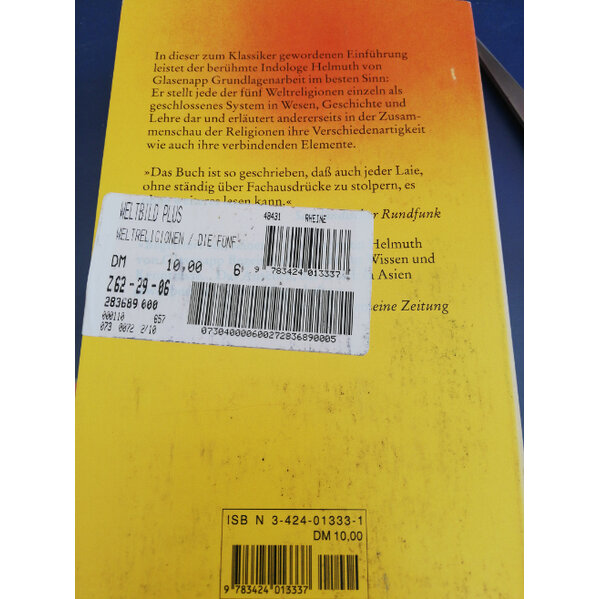 In dieser zum Klassiker gewordenen Einführung
leistet der berühmte Indologe Helmuth von
Glasenapp Grundlagenarbeit im besten Sinn:
Er stellt jede der fünf Weltreligionen einzeln als
geschlossenes System in Wesen, Geschichte und
Lehre dar und erläutert andererseits in der Zusam-
menschau der Religionen ihre Verschiedenartigkeit
wie auch ihre verbindenden Elemente.
»Das Buch ist so geschrieben, daß auch jeder Laie,
ohne ständig über Fachausdrücke zu stolpern, es
lesen kann.«
Rundfunk
Helmuth
Wissen und
Asien
eine Zeitung
WELTBILD PLUS 48431 RHEINE
WELTRELIGIONEN / DIE FÜNF
DM 10,00 6 9 783424 013337
262-29-06
283689 000
000110 657
073 0072 2/10
073040000600272836890005
ISBN 3-424-01333-1
DM 10,00
9 783424 013337